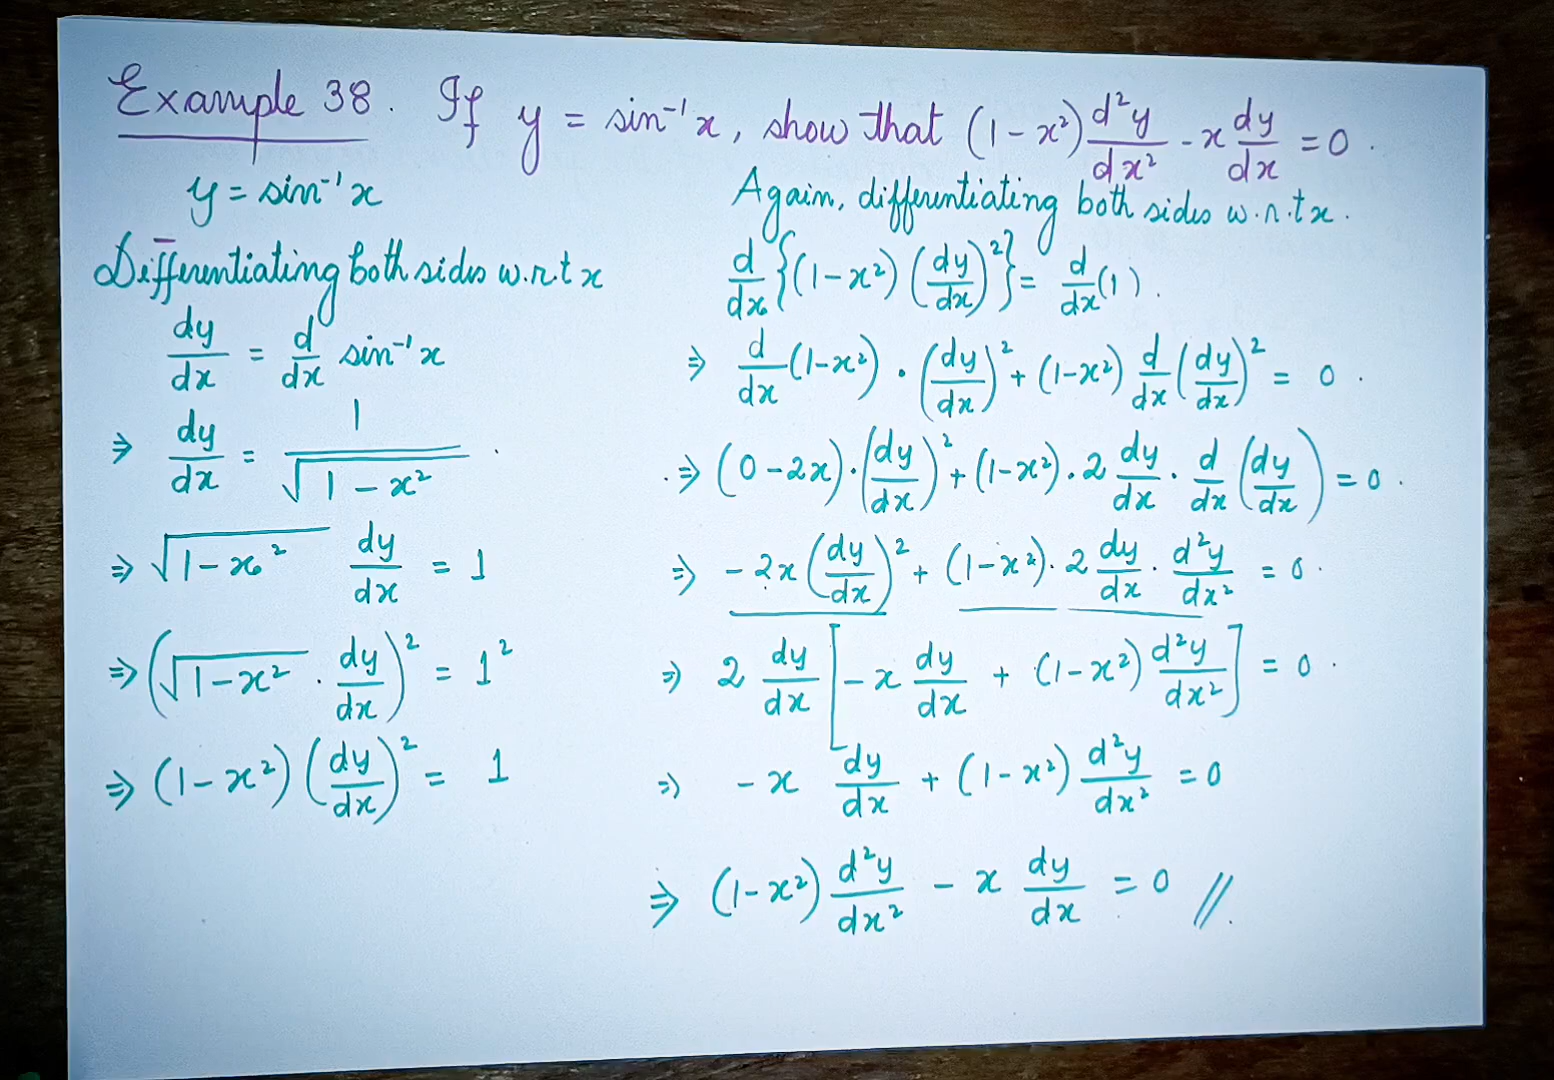 Example 38. If y = sin⁻¹x, show that (1 - x²) d²y/dx² - x dy/dx = 0.
y = sin⁻¹x
Differentiating both sides w.r.t x
dy/dx = d/dx sin⁻¹x
⇒ dy/dx = 1/√(1 - x²).
⇒ √(1 - x²) dy/dx = 1
⇒ (√(1 - x²) · dy/dx)² = 1²
⇒ (1 - x²) (dy/dx)² = 1
Again, differentiating both sides w.r.t x.
d/dx {(1 - x²) (dy/dx)²} = d/dx (1).
⇒ d/dx (1 - x²) · (dy/dx)² + (1 - x²) d/dx (dy/dx)² = 0.
⇒ (0 - 2x) · (dy/dx)² + (1 - x²) · 2 dy/dx · d/dx (dy/dx) = 0.
⇒ - 2x (dy/dx)² + (1 - x²) · 2 dy/dx · d²y/dx² = 0.
⇒ 2 dy/dx [- x dy/dx + (1 - x²) d²y/dx²] = 0.
⇒ - x dy/dx + (1 - x²) d²y/dx² = 0
⇒ (1 - x²) d²y/dx² - x dy/dx = 0 //.